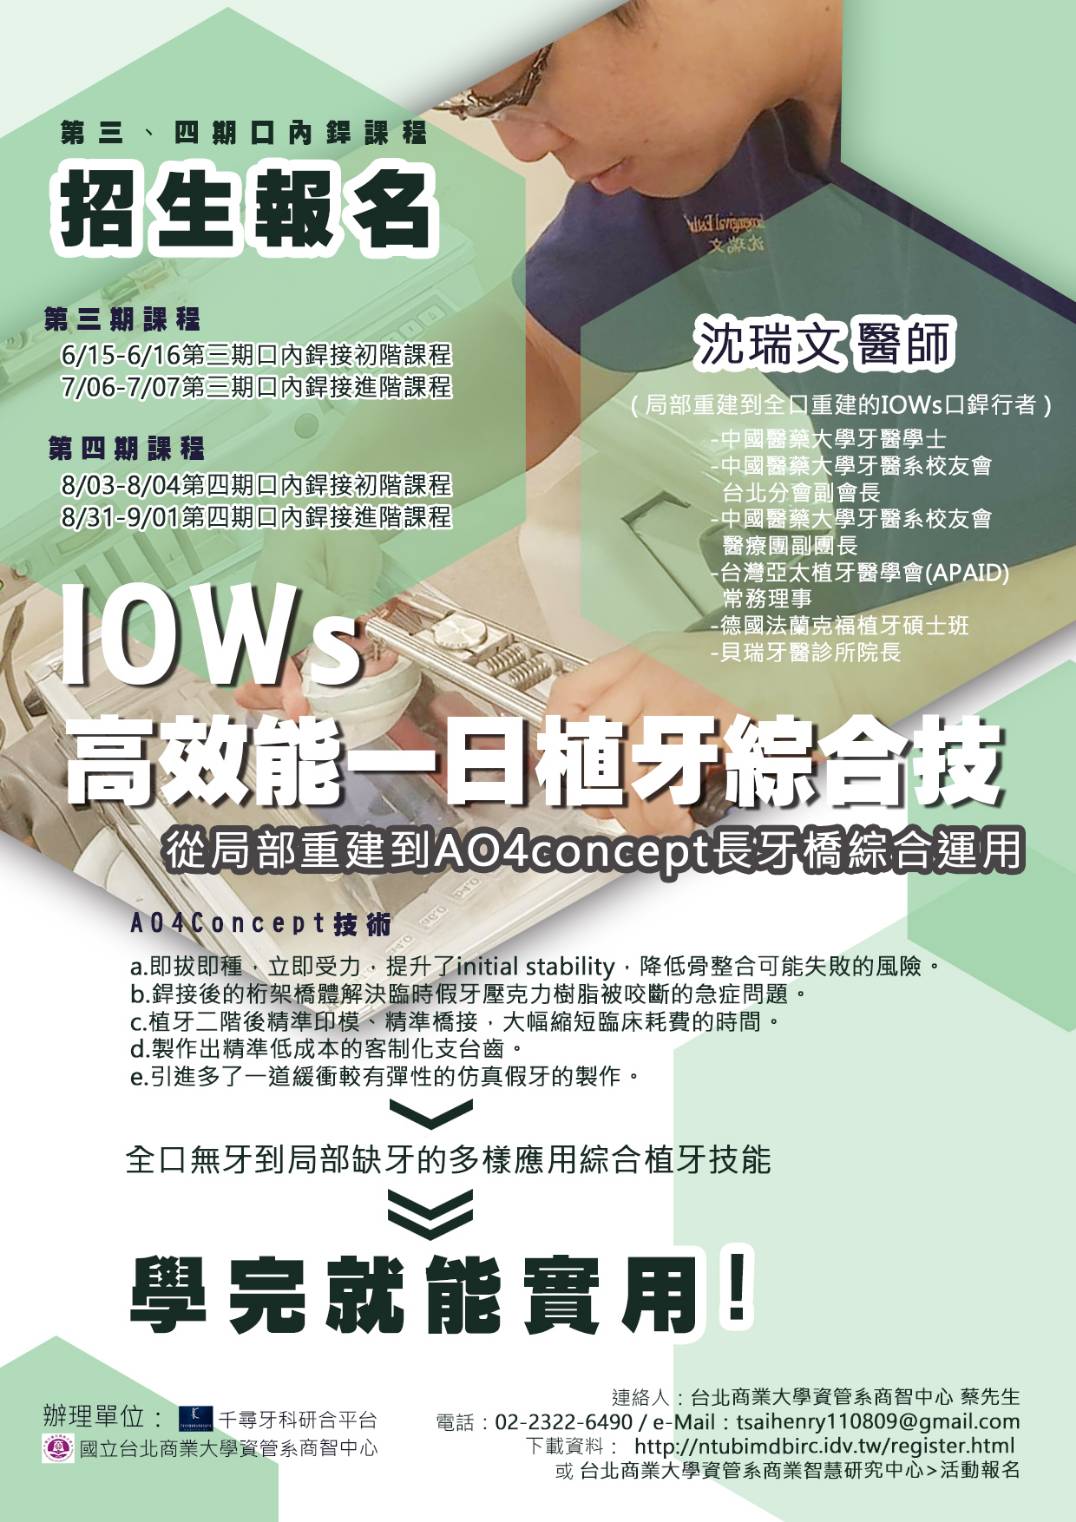 第三、四期口內銲課程
招生報名
第三期課程
6/15-6/16第三期口內銲接初階課程
7/06-7/07第三期口內銲接進階課程
第四期課程
8/03-8/04第四期口內銲接初階課程
8/31-9/01第四期口內銲接進階課程
沈瑞文 醫師
(局部重建到全口重建的IOWs口銲行者)
-中國醫藥大學牙醫學士
-中國醫藥大學牙醫系校友會
台北分會副會長
-中國醫藥大學牙醫系校友會
醫療團副團長
-台灣亞太植牙醫學會(APAID)
常務理事
-德國法蘭克福植牙碩士班
-貝瑞牙醫診所院長
IOWs
高效能一日植牙綜合技
從局部重建到AO4concept長牙橋綜合運用
AO4Concept技術
a.即拔即種，立即受力，提升了initial stability，降低骨整合可能失敗的風險。
b.銲接後的桁架橋體解決臨時假牙壓克力樹脂被咬斷的急症問題。
c.植牙二階後精準印模、精準橋接，大幅縮短臨床耗費的時間。
d.製作出精準低成本的客制化支台齒。
e.引進多了一道緩衝較有彈性的仿真假牙的製作。
全口無牙到局部缺牙的多樣應用綜合植牙技能
學完就能實用!
辦理單位： 千尋牙科研合平台
國立台北商業大學資管系商智中心
連絡人：台北商業大學資管系商智中心 蔡先生
電話：02-2322-6490 / e-Mail：tsaihenry110809@gmail.com
下載資料： http://ntubimdbirc.idv.tw/register.html
或 台北商業大學資管系商業智慧研究中心>活動報名